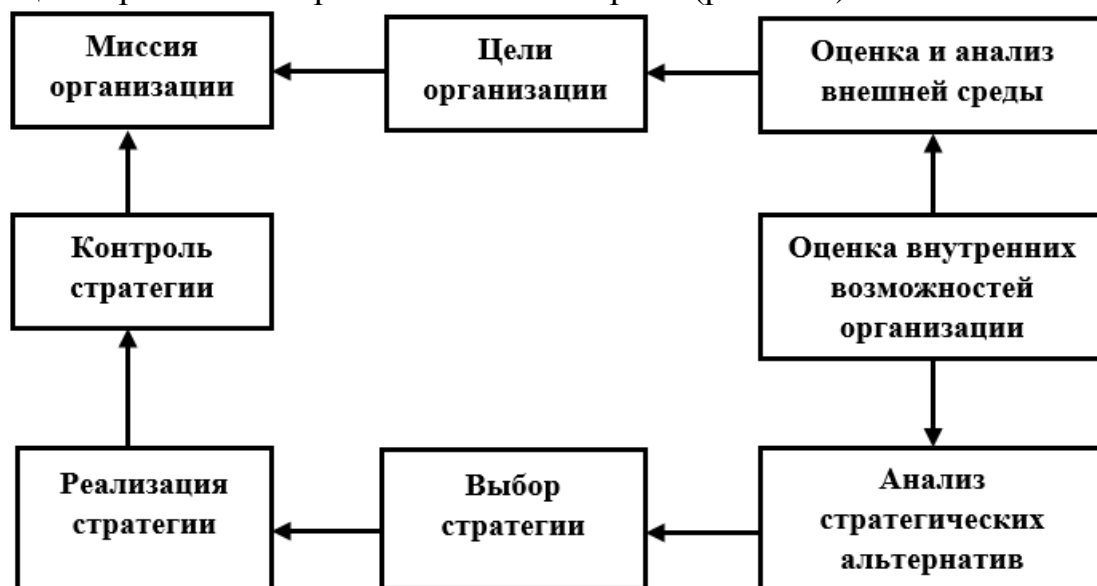 Миссия
организации
Цели
организации
Оценка и анализ
внешней среды
Контроль
стратегии
Оценка внутренних
возможностей
организации
Реализация
стратегии
Выбор
стратегии
Анализ
стратегических
альтернатив